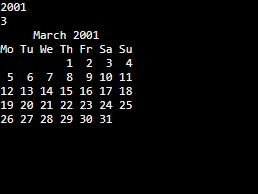 2001
3
     March 2001
Mo Tu We Th Fr Sa Su
          1  2  3  4
 5  6  7  8  9 10 11
12 13 14 15 16 17 18
19 20 21 22 23 24 25
26 27 28 29 30 31